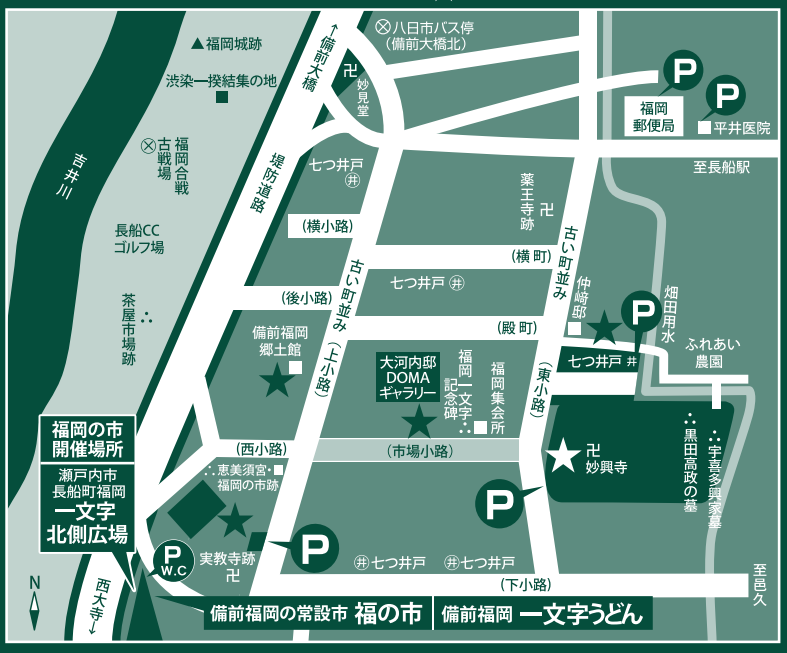 ↑備前大橋
八日市バス停
(備前大橋北)
▲福岡城跡
渋染一揆結集の地
卍
妙見堂
P
P
福岡
郵便局
平井医院
至長船駅
吉井川
福岡合戦
古戦場
堤防道路
七つ井戸
井
薬王寺跡
卍
長船CC
ゴルフ場
(横小路)
古い町並み
(横町)
古い町並み(上小路)
七つ井戸 井
仲﨑邸
畑田用水
P
茶屋市場跡
(後小路)
(殿町)
備前福岡
郷土館
大河内邸
DOMA
ギャラリー
福岡一文字
記念碑
福岡集会所
(東小路)
七つ井戸 井
ふれあい
農園
福岡の市
開催場所
瀬戸内市
長船町福岡
一文字
北側広場
(西小路)
(市場小路)
恵美須宮・
福岡の市跡
卍
妙興寺
黒田高政の墓
宇喜多興家墓
P
P
P
W.C
実教寺跡
卍
井七つ井戸
井七つ井戸
(下小路)
至邑久
N
西大寺→
備前福岡の常設市 福の市
備前福岡 一文字うどん